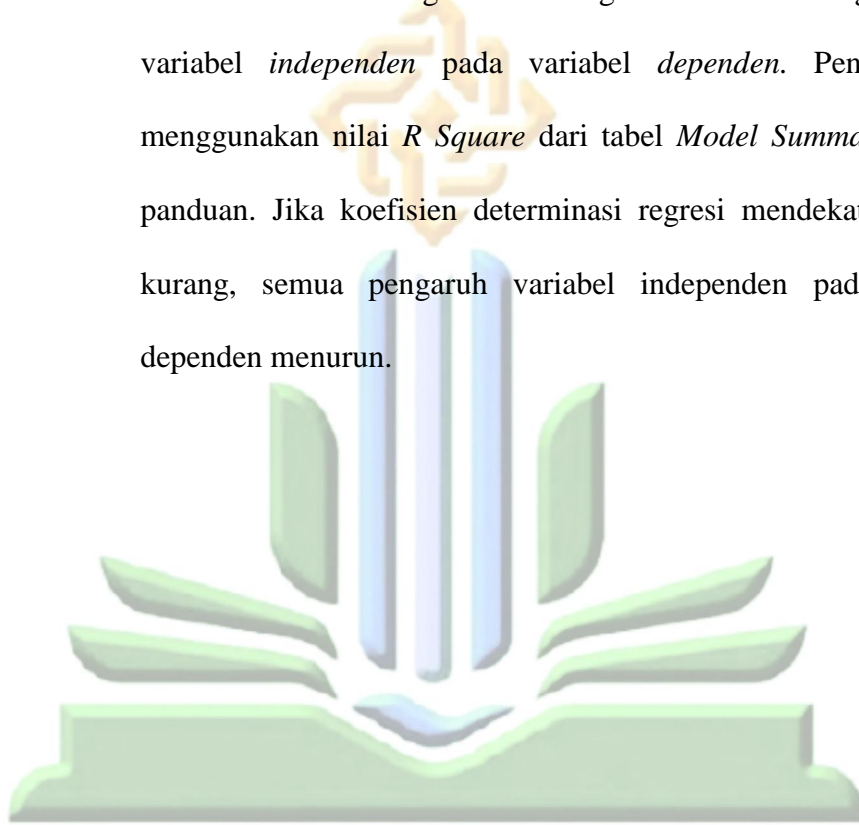 variabel independen pada variabel dependen.
menggunakan nilai R Square dari tabel Model
panduan. Jika koefisien determinasi regresi
kurang, semua pengaruh variabel independen
dependen menurun.